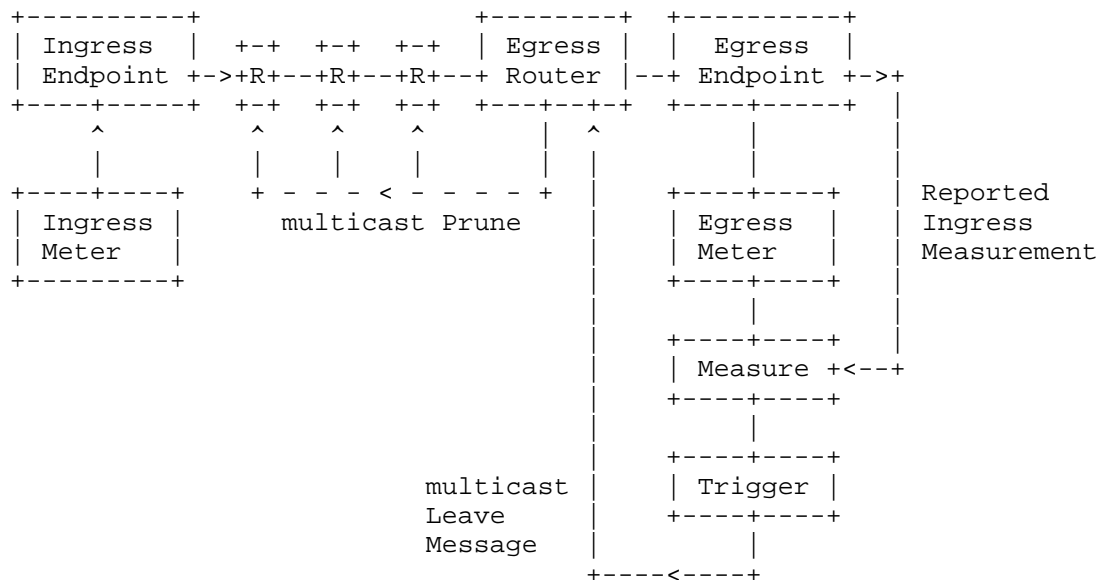 Ingress Egress Egress
Endpoint R R R Router Endpoint
Reported
Ingress Egress Ingress
multicast Prune
Meter Meter Measurement
Measure
multicast Trigger
Leave
Message